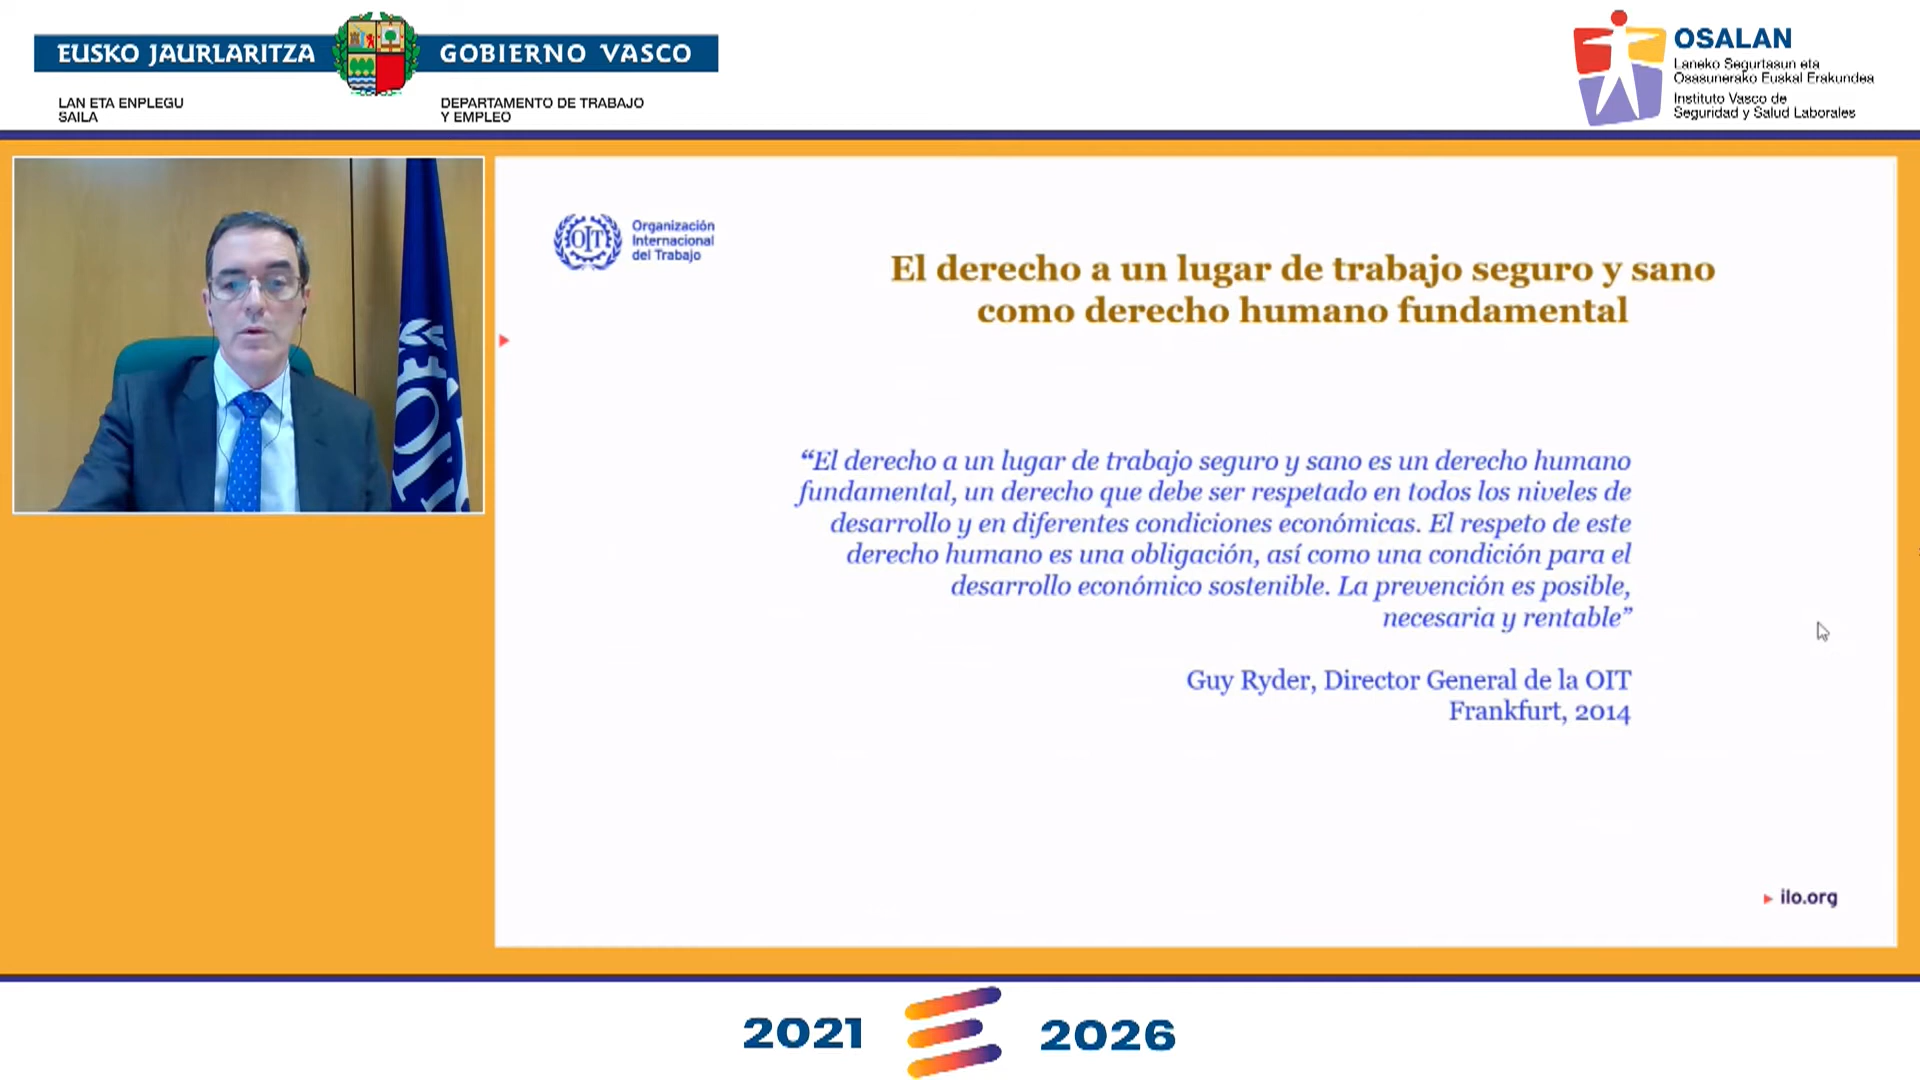 EUSKO JAURLARITZA
GOBIERNO VASCO
LAN ETA ENPLEGU
SAILA
DEPARTAMENTO DE TRABAJO
Y EMPLEO
OSALAN
Laneko Segurtasun eta
Osasunerako Euskal Erakundea
Instituto Vasco de
Seguridad y Salud Laborales
OIT
Organización
Internacional
del Trabajo
El derecho a un lugar de trabajo seguro y sano
como derecho humano fundamental
“El derecho a un lugar de trabajo seguro y sano es un derecho humano
fundamental, un derecho que debe ser respetado en todos los niveles de
desarrollo y en diferentes condiciones económicas. El respeto de este
derecho humano es una obligación, así como una condición para el
desarrollo económico sostenible. La prevención es posible,
necesaria y rentable”
Guy Ryder, Director General de la OIT
Frankfurt, 2014
ilo.org
2021
2026